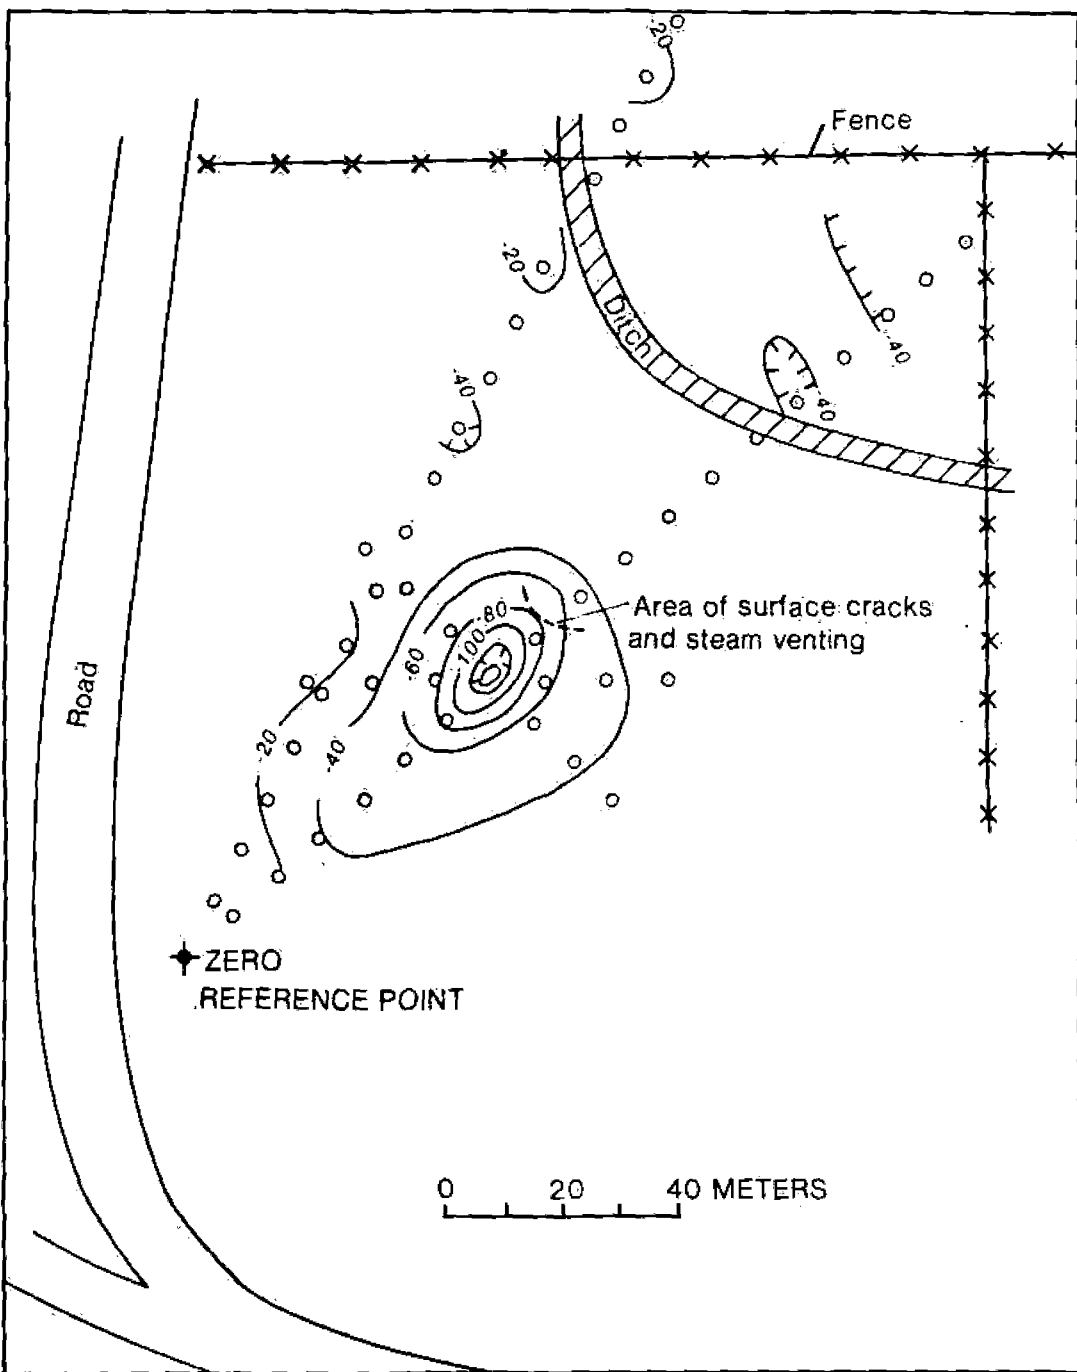 -20
Fence
-20
Ditch
-40
-40
-40
-80
Area of surface cracks
and steam venting
-100
-60
Road
-20
-40
ZERO
REFERENCE POINT
0 20 40 METERS